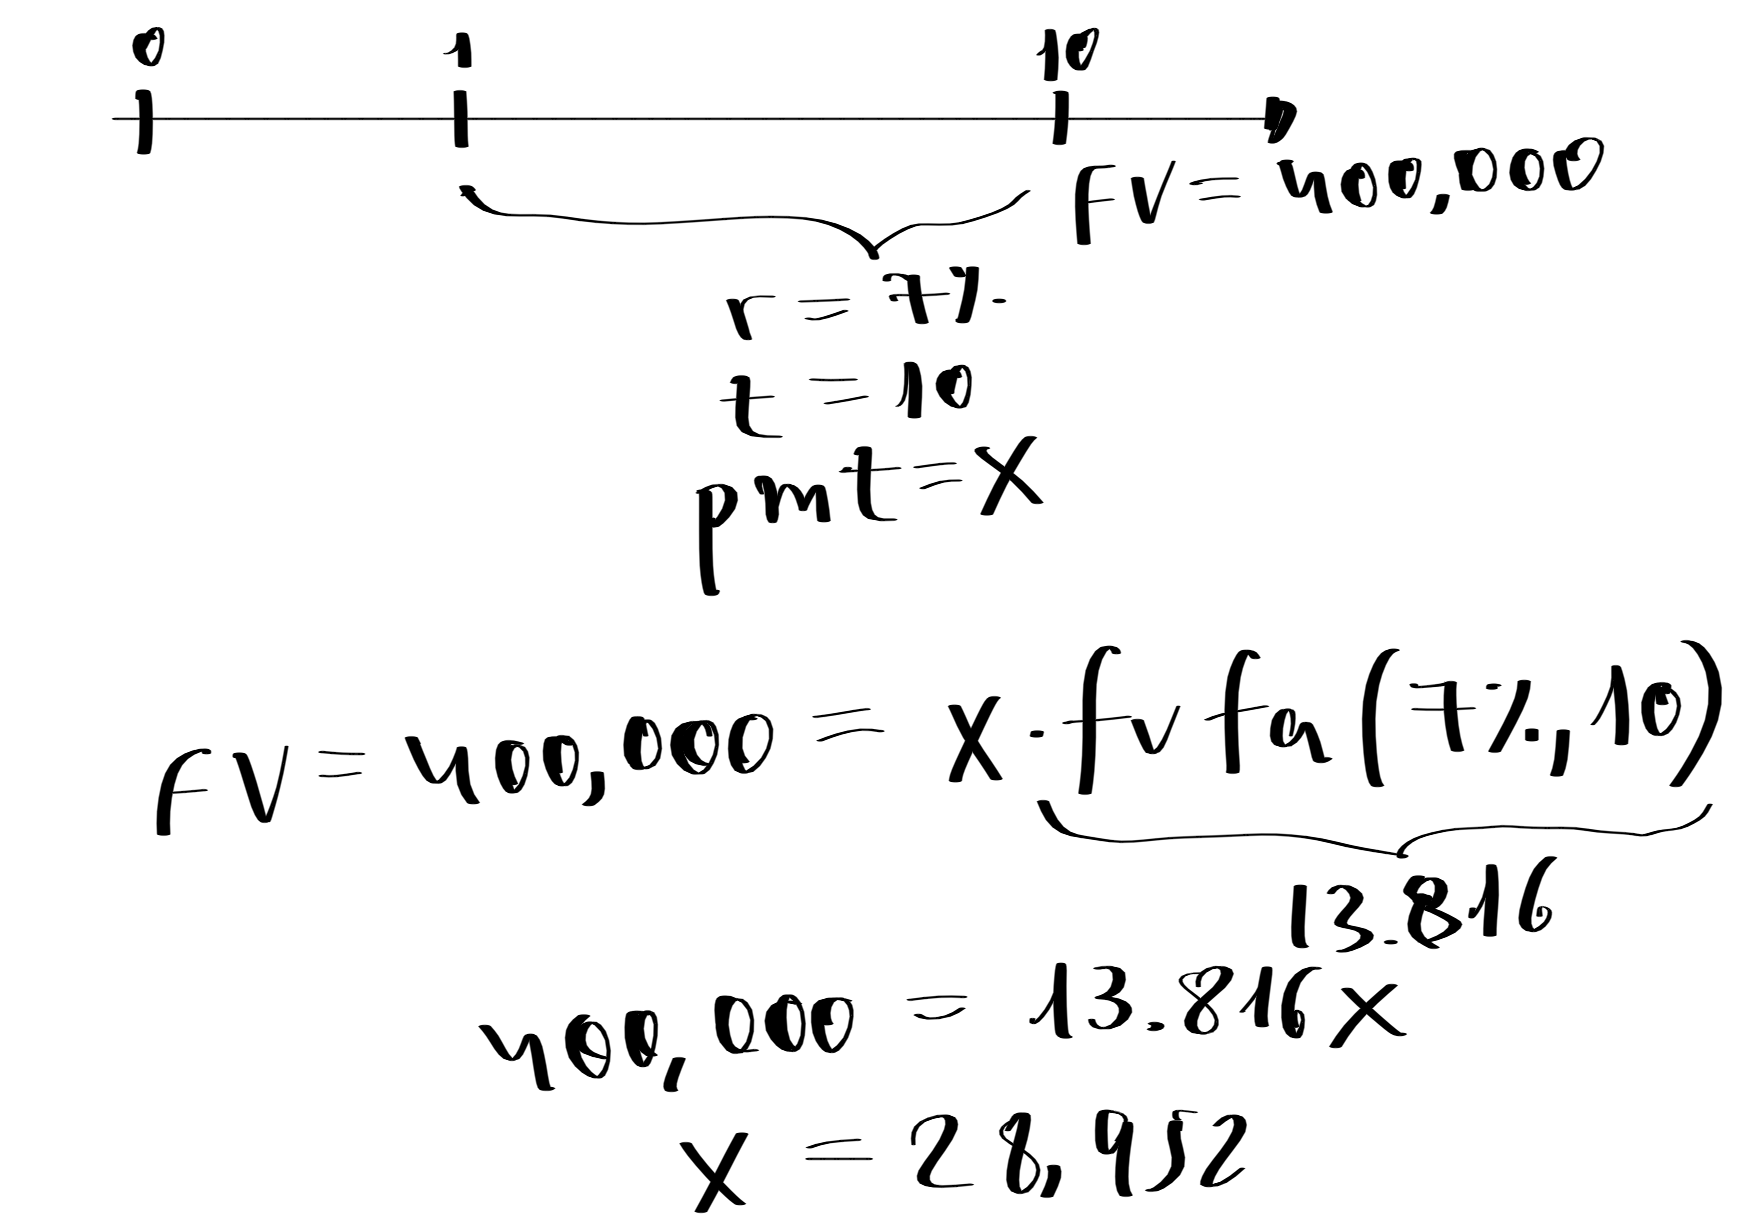 0 1 10
FV = 400,000
r = 7%
t = 10
pmt = X
FV = 400,000 = X · fvfa (7%, 10)
13.816
400,000 = 13.816 X
X = 28,952